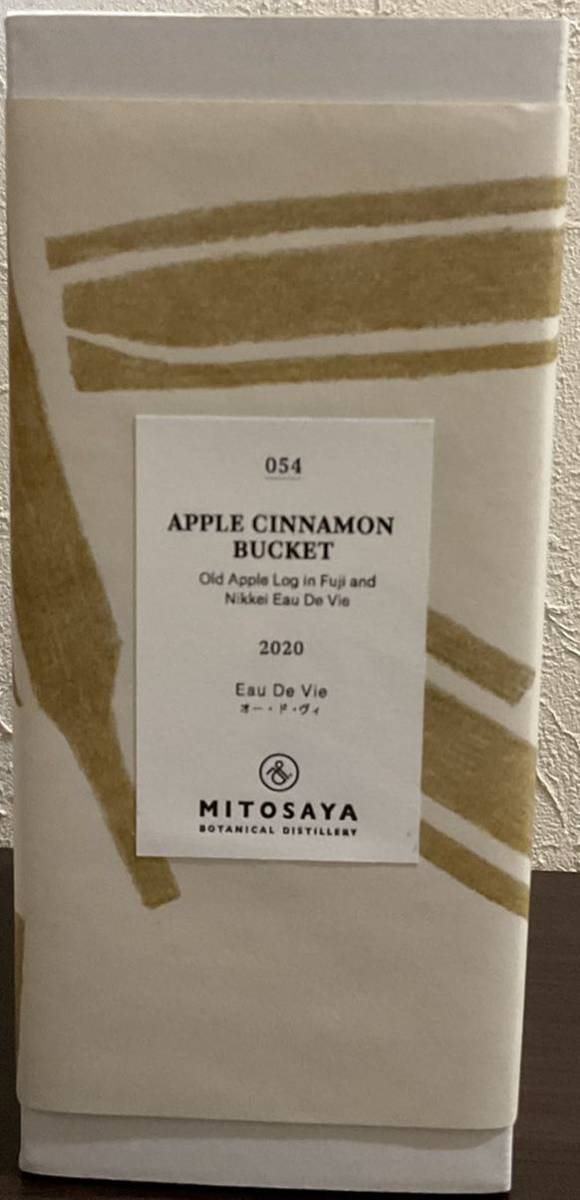 054
APPLE CINNAMON
BUCKET
Old Apple Log in Fuji and
Nikkei Eau De Vie
2020
Eau De Vie
オー・ド・ヴィ
MITOSAYA
BOTANICAL DISTILLERY